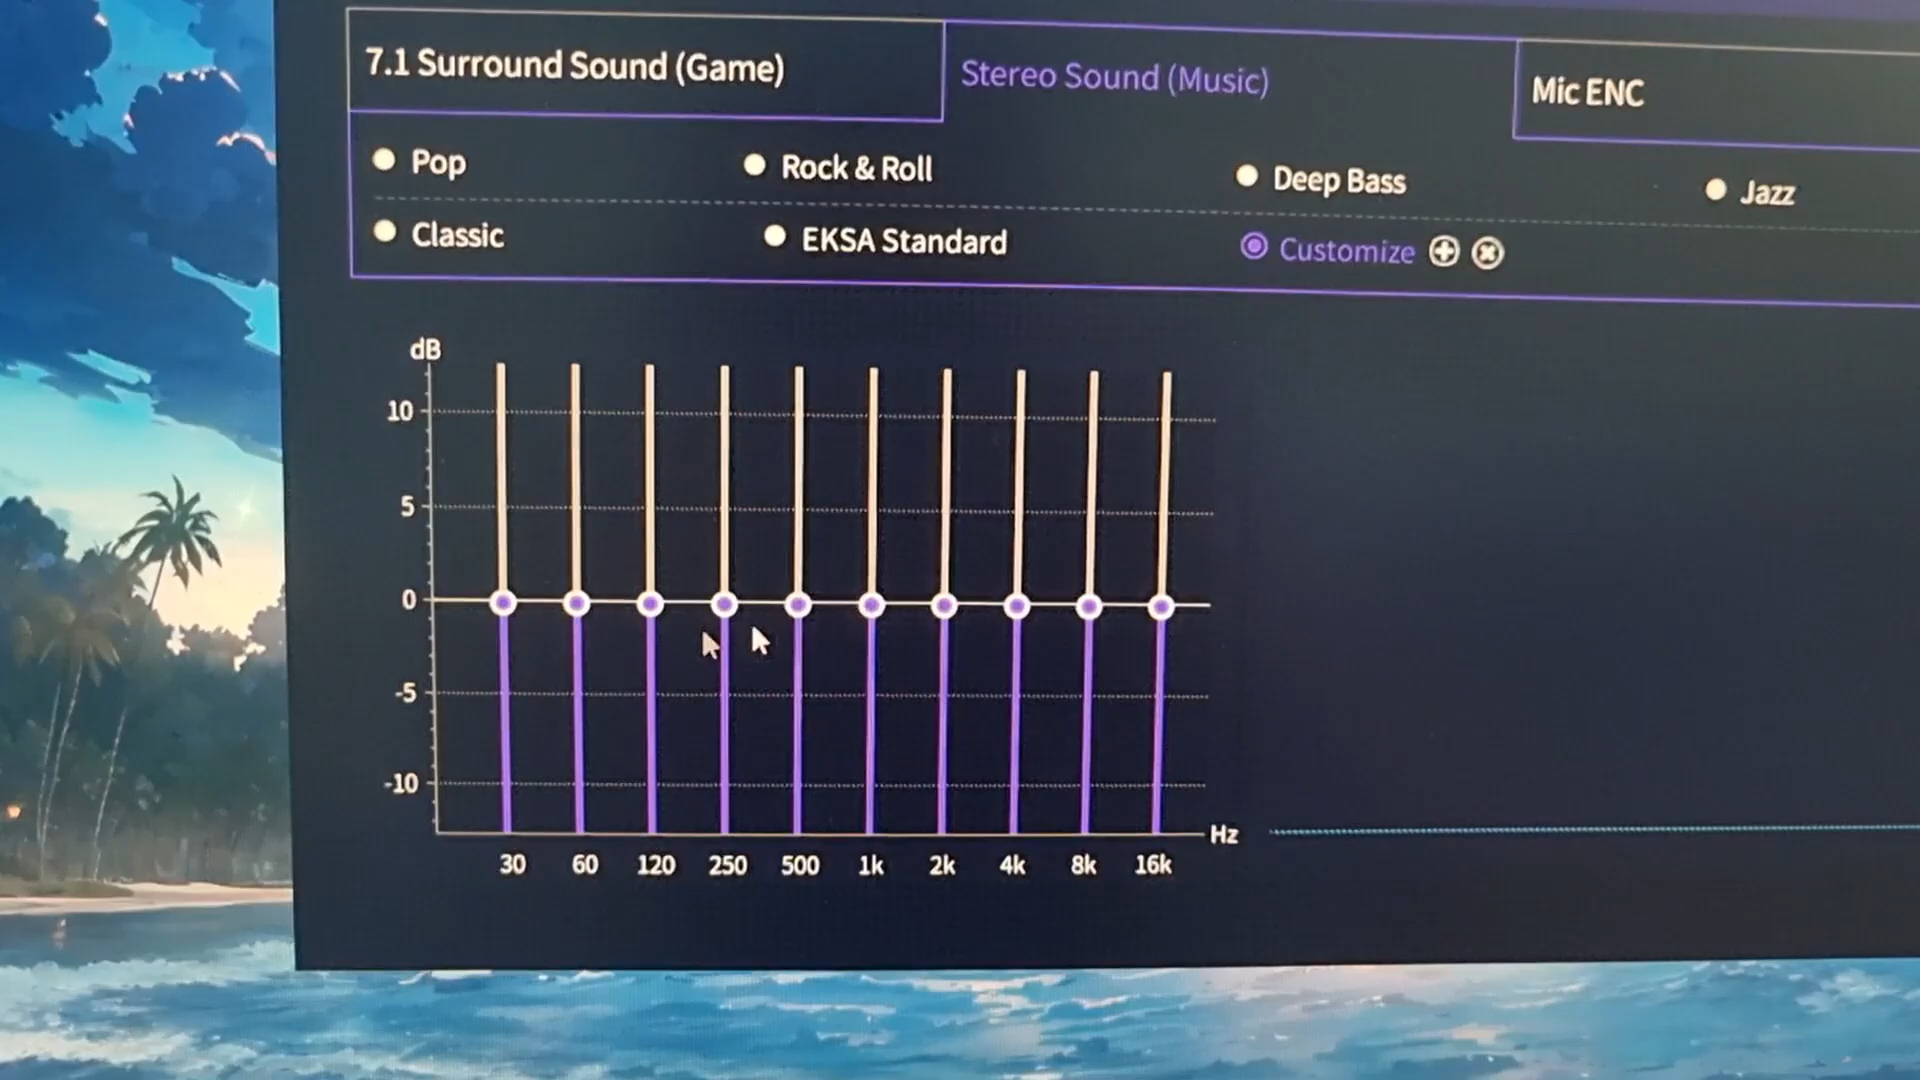 7.1 Surround Sound (Game)
Stereo Sound (Music)
Mic ENC
Pop
Rock & Roll
Deep Bass
Jazz
Classic
EKSA Standard
Customize
dB
10
5
0
-5
-10
Hz
30 60 120 250 500 1k 2k 4k 8k 16k